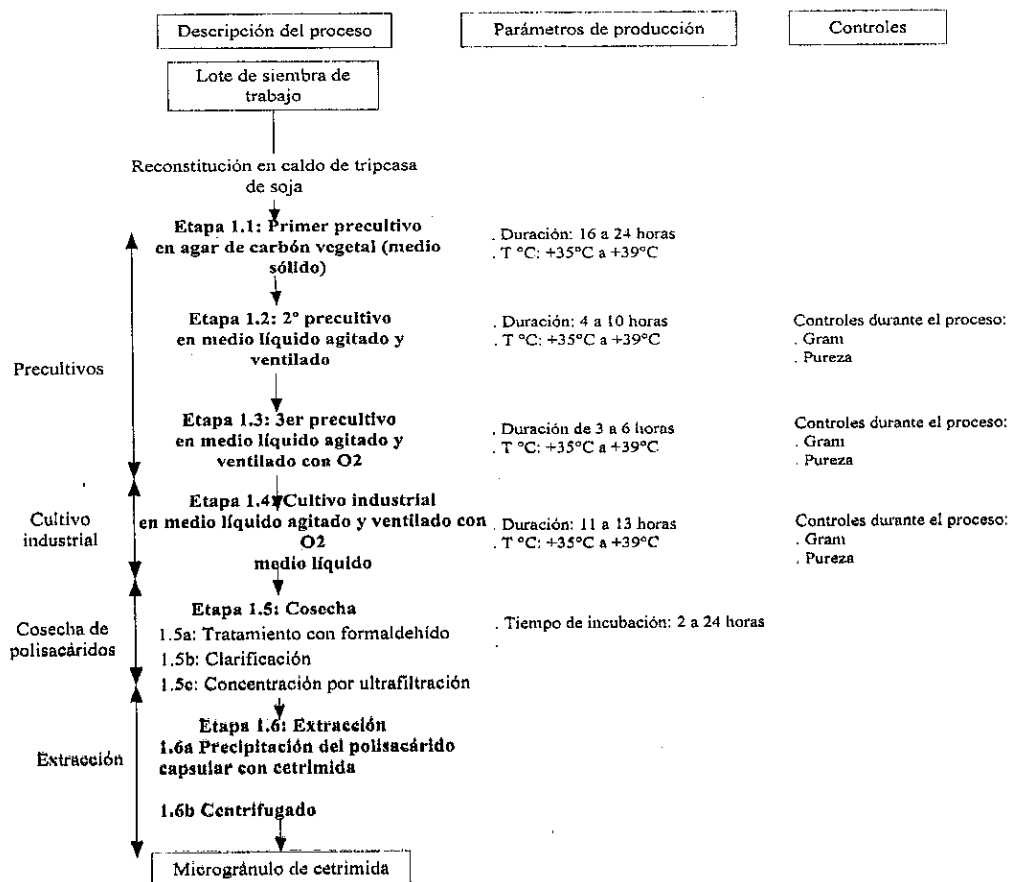 Descripción del proceso
Parámetros de producción
Controles
Lote de siembra de
trabajo
Reconstitución en caldo de tripcasa
de soja
Etapa 1.1: Primer precultivo
en agar de carbón vegetal (medio
sólido)
. Duración: 16 a 24 horas
. T °C: +35°C a +39°C
Precultivos
Etapa 1.2: 2º precultivo
en medio líquido agitado y
ventilado
. Duración: 4 a 10 horas
. T °C: +35°C a +39°C
Controles durante el proceso:
. Gram
. Pureza
Etapa 1.3: 3er precultivo
en medio líquido agitado y
ventilado con O2
. Duración de 3 a 6 horas
. T °C: +35°C a +39°C
Controles durante el proceso:
. Gram
. Pureza
Cultivo
industrial
Etapa 1.4: Cultivo industrial
en medio líquido agitado y ventilado con
O2
medio líquido
. Duración: 11 a 13 horas
. T °C: +35°C a +39°C
Controles durante el proceso:
. Gram
. Pureza
Cosecha de
polisacáridos
Etapa 1.5: Cosecha
1.5a: Tratamiento con formaldehído
1.5b: Clarificación
1.5c: Concentración por ultrafiltración
. Tiempo de incubación: 2 a 24 horas
.
Extracción
Etapa 1.6: Extracción
1.6a Precipitación del polisacárido
capsular con cetrimida
1.6b Centrifugado
Microgránulo de cetrimida